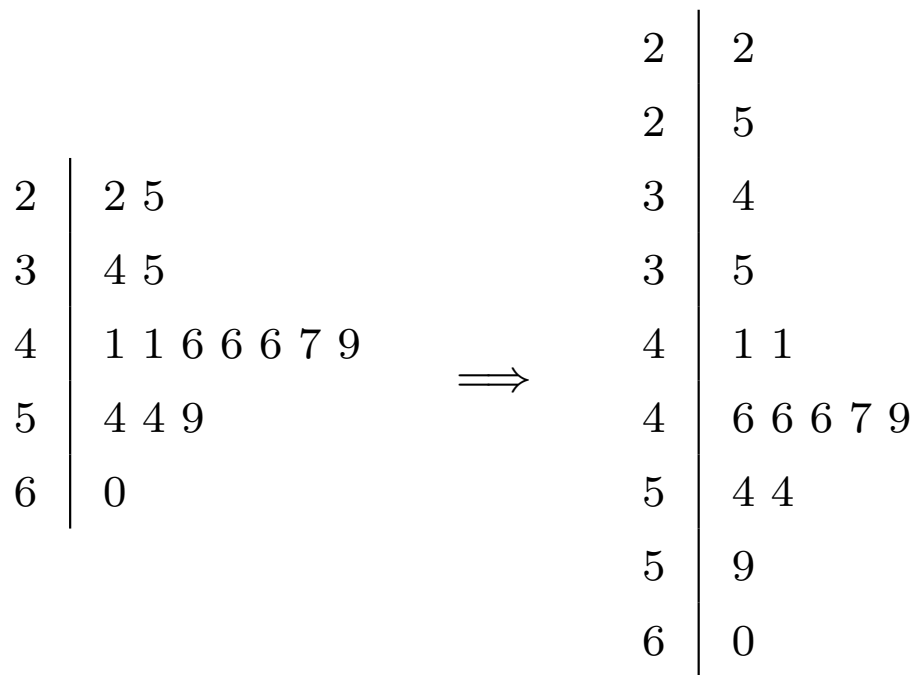 2 | 2 5
3 | 4 5
4 | 1 1 6 6 6 7 9
5 | 4 4 9
6 | 0
⟹
2 | 2
2 | 5
3 | 4
3 | 5
4 | 1 1
4 | 6 6 6 7 9
5 | 4 4
5 | 9
6 | 0